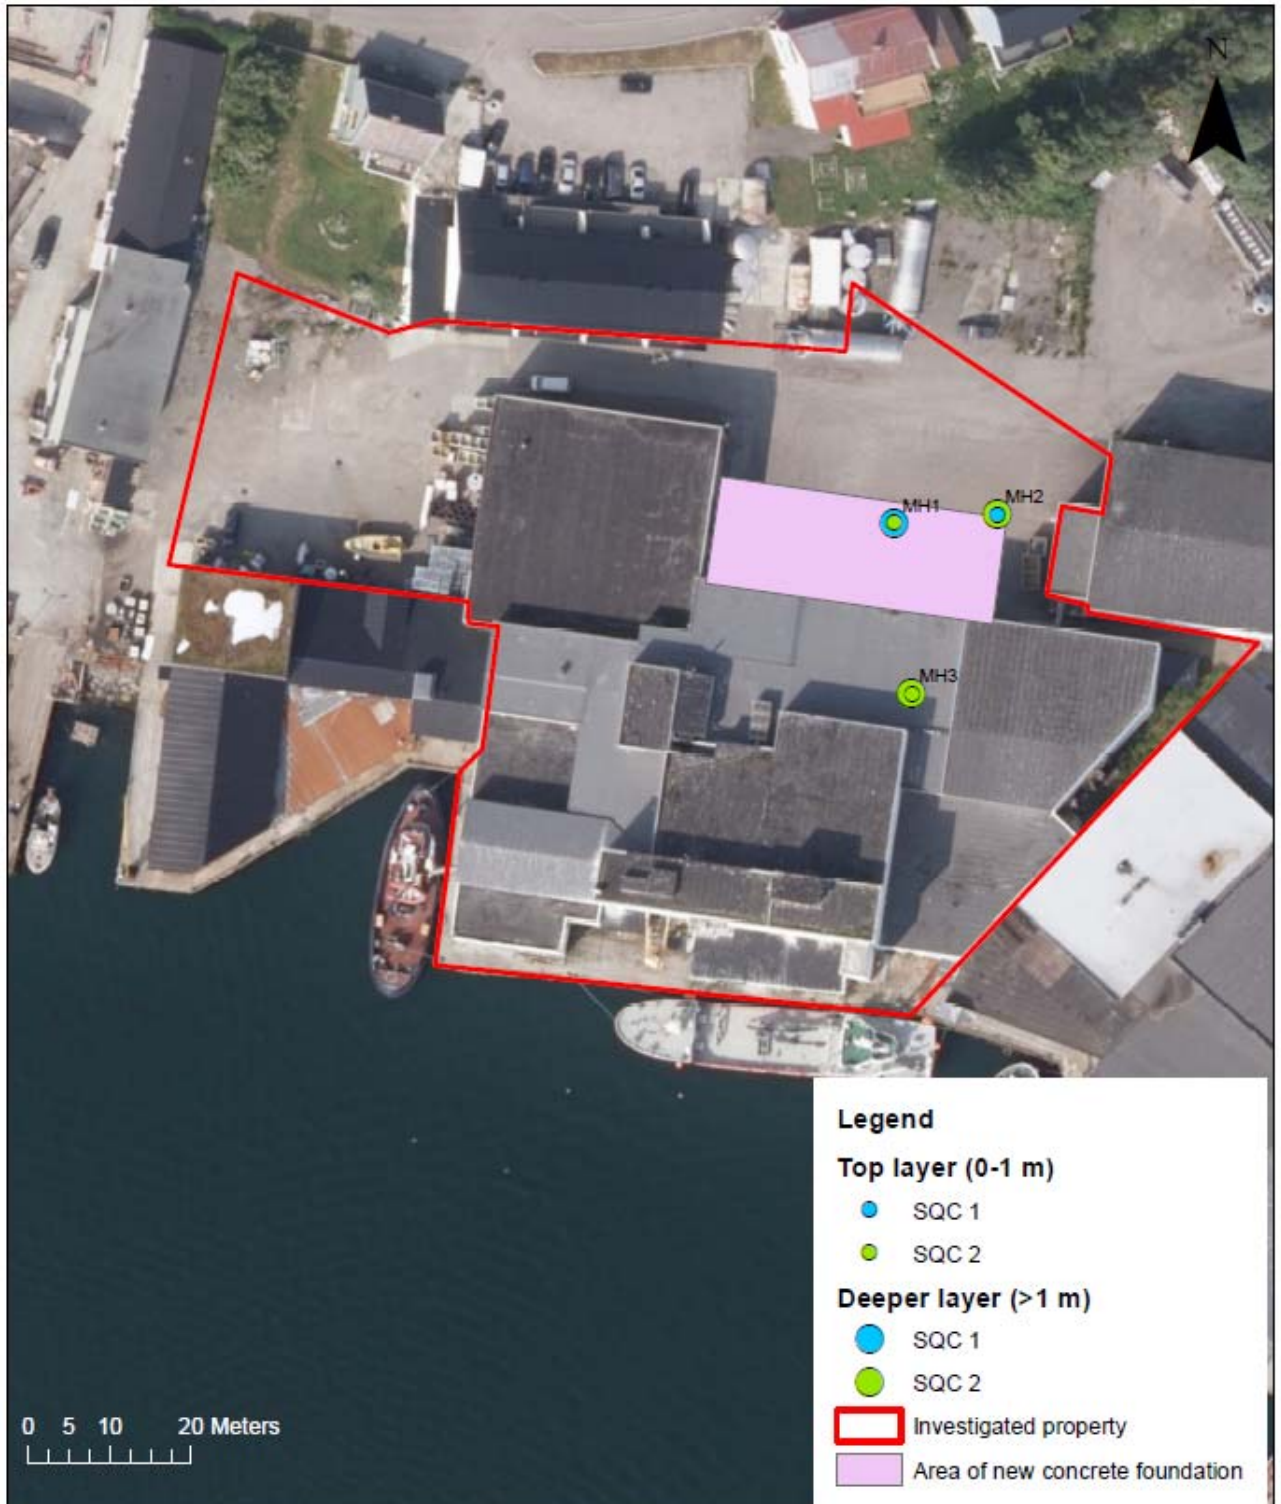 N
MH1
MH2
MH3
Legend
Top layer (0-1 m)
SQC 1
SQC 2
Deeper layer (>1 m)
SQC 1
SQC 2
Investigated property
Area of new concrete foundation
0 5 10 20 Meters